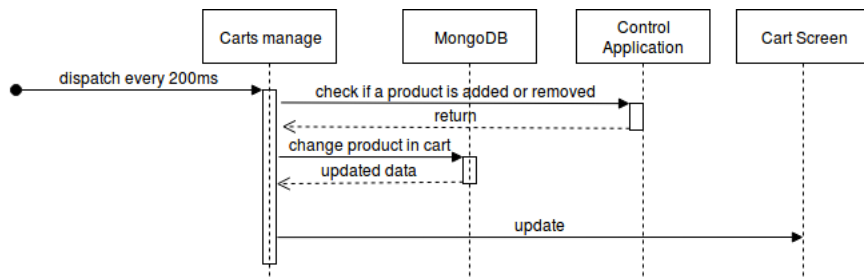 Carts manage
MongoDB
Control
Application
Cart Screen
dispatch every 200ms
check if a product is added or removed
return
change product in cart
updated data
update